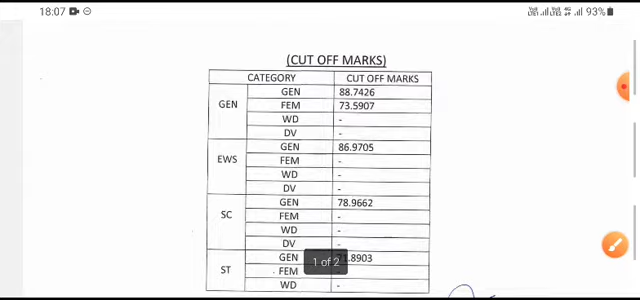 18:07
93%
(CUT OFF MARKS)
CATEGORY CUT OFF MARKS
GEN GEN 88.7426
FEM 73.5907
WD -
DV -
EWS GEN 86.9705
FEM -
WD -
DV -
SC GEN 78.9662
FEM -
WD -
DV -
ST GEN 1.8903
FEM
WD -
1 of 2